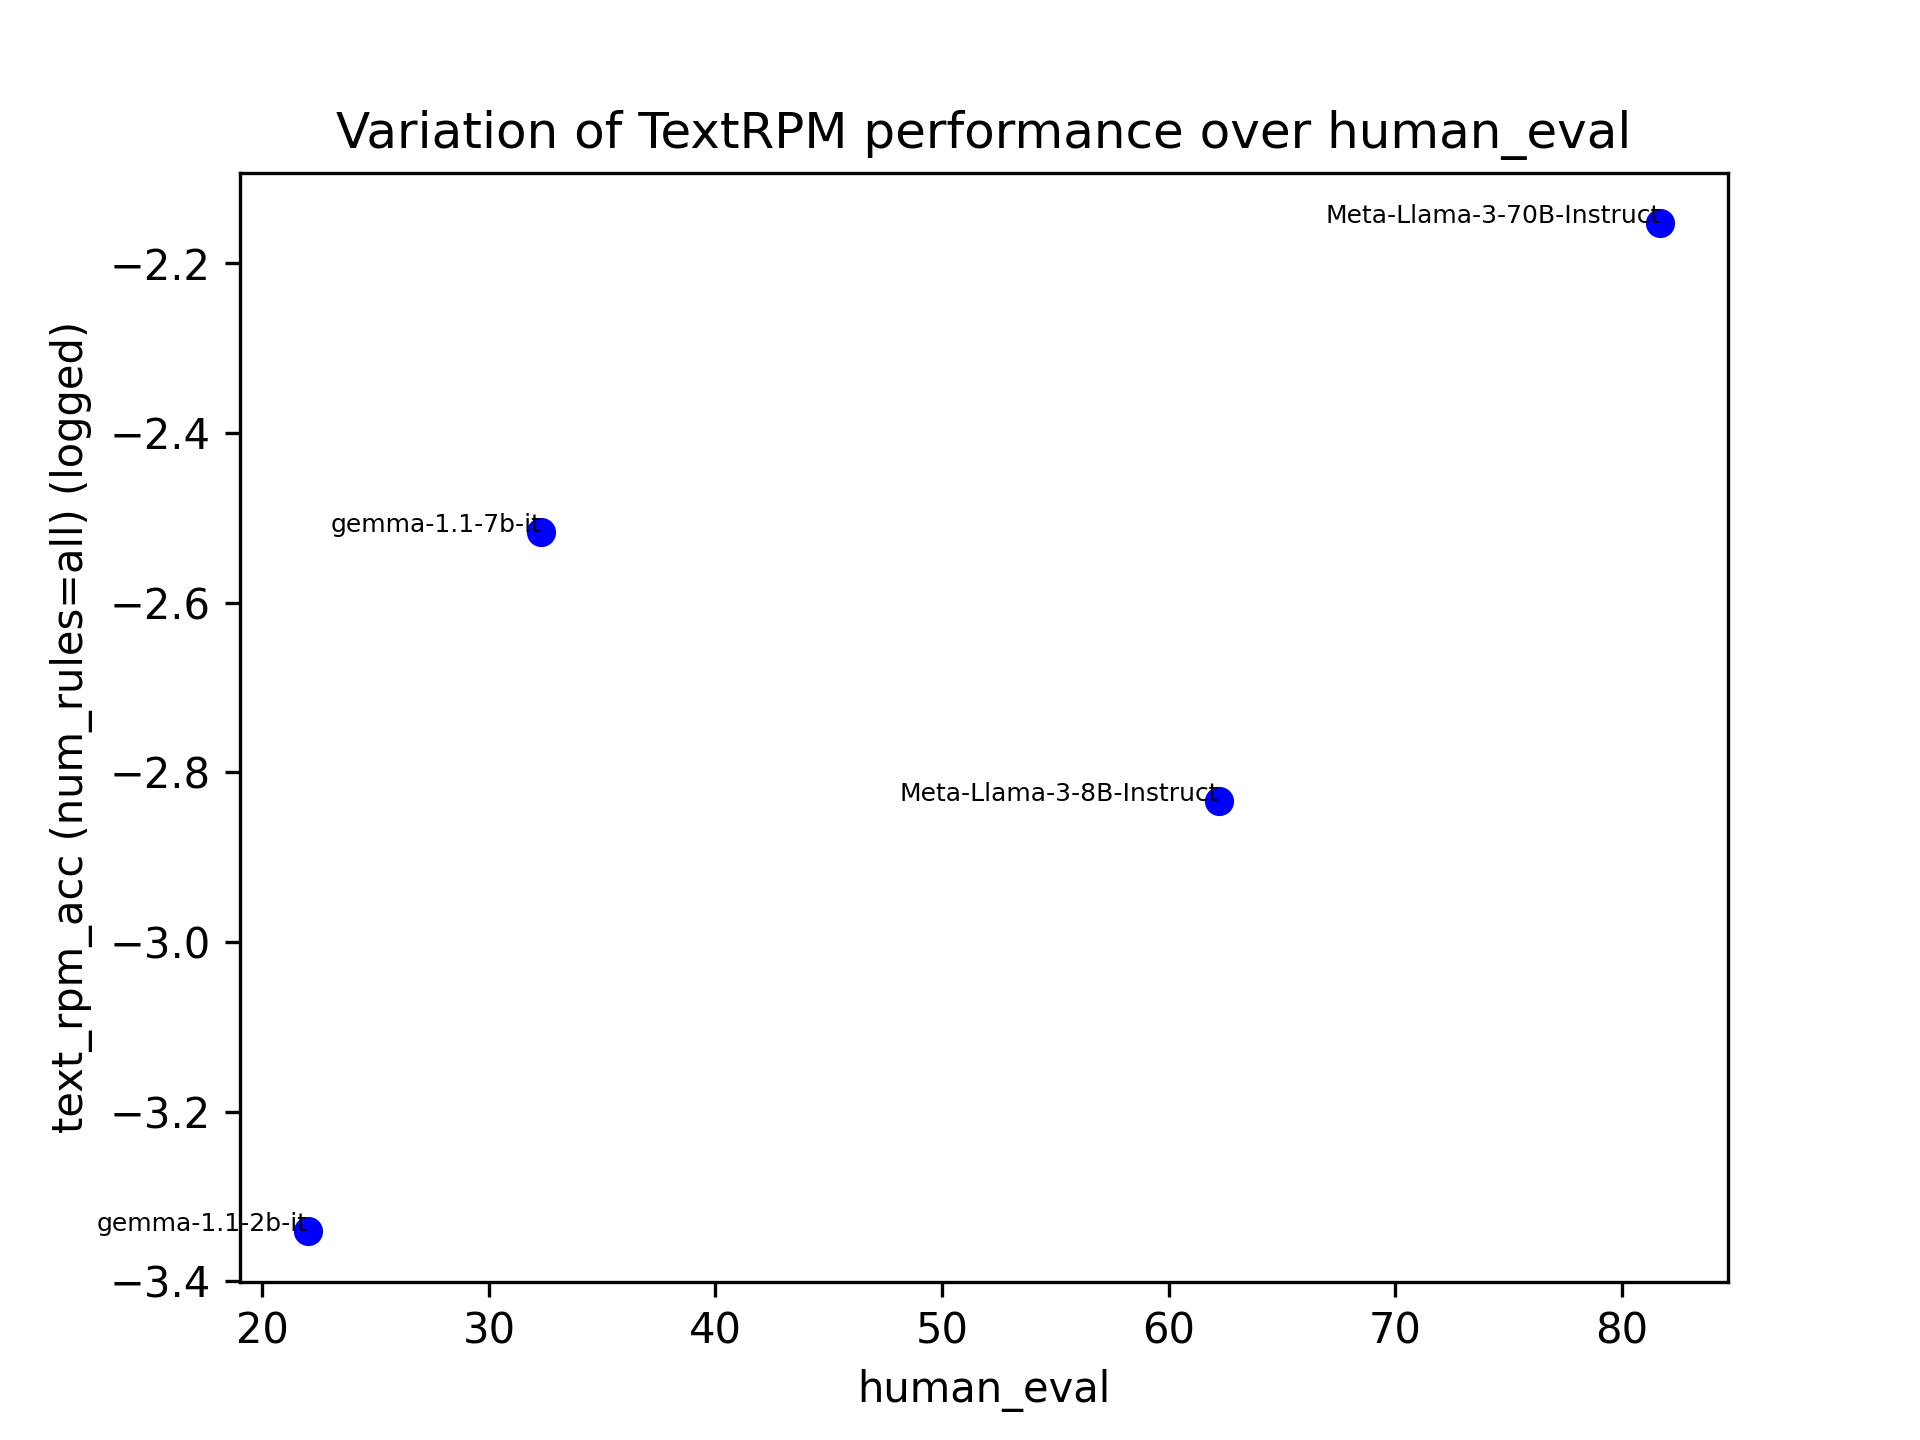 Variation of TextRPM performance over human_eval
Meta-Llama-3-70B-Instruct
−2.2
−2.4
gemma-1.1-7b-it
−2.6
−2.8
Meta-Llama-3-8B-Instruct
−3.0
−3.2
gemma-1.1-2b-it
−3.4
text_rpm_acc (num_rules=all) (logged)
20 30 40 50 60 70 80
human_eval